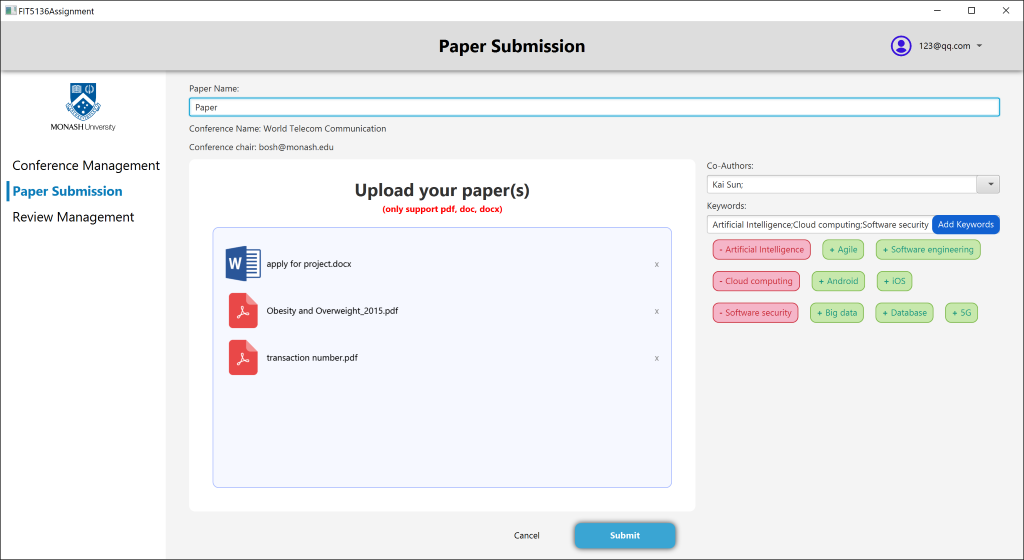 FIT5136Assignment
Paper Submission
123@qq.com
MONASH University
Conference Management
Paper Submission
Review Management
Paper Name:
Paper
Conference Name: World Telecom Communication
Conference chair: bosh@monash.edu
Upload your paper(s)
(only support pdf, doc, docx)
W
apply for project.docx
x
Obesity and Overweight_2015.pdf
x
transaction number.pdf
x
Co-Authors:
Kai Sun;
Keywords:
Artificial Intelligence;Cloud computing;Software security
Add Keywords
- Artificial Intelligence
+ Agile
+ Software engineering
- Cloud computing
+ Android
+ iOS
- Software security
+ Big data
+ Database
+ 5G
Cancel
Submit